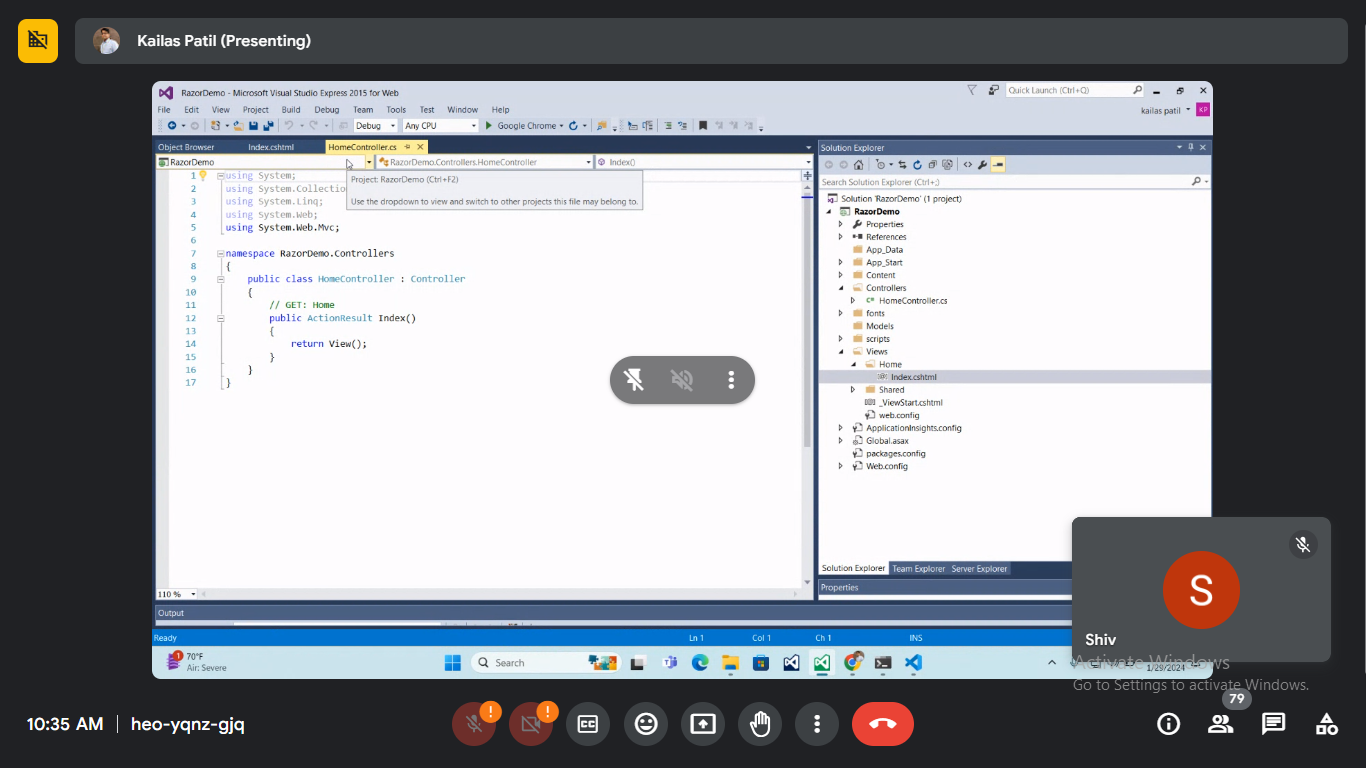 Kailas Patil (Presenting)
RazorDemo - Microsoft Visual Studio Express 2015 for Web
Quick Launch (Ctrl+Q)
File Edit View Project Build Debug Team Tools Test Window Help
kailas patil KP
Debug Any CPU Google Chrome
Object Browser Index.cshtml HomeController.cs
RazorDemo RazorDemo.Controllers.HomeController Index()
1 using System;
2 using System.Collectio
3 using System.Linq;
4 using System.Web;
5 using System.Web.Mvc;
6
7 namespace RazorDemo.Controllers
8 {
9 public class HomeController : Controller
10 {
11 // GET: Home
12 public ActionResult Index()
13 {
14 return View();
15 }
16 }
17 }
Project: RazorDemo (Ctrl+F2)
Use the dropdown to view and switch to other projects this file may belong to.
110 %
Output
Solution Explorer
Search Solution Explorer (Ctrl+;)
Solution 'RazorDemo' (1 project)
RazorDemo
Properties
References
App_Data
App_Start
Content
Controllers
C# HomeController.cs
fonts
Models
scripts
Views
Home
Index.cshtml
Shared
_ViewStart.cshtml
web.config
ApplicationInsights.config
Global.asax
packages.config
Web.config
Solution Explorer Team Explorer Server Explorer
Properties
Ready Ln 1 Col 1 Ch 1 INS
1
70°F
Air: Severe
Search
1/29/2024
S
Shiv
Activate Windows
Go to Settings to activate Windows.
10:35 AM heo-yqnz-gjq
79